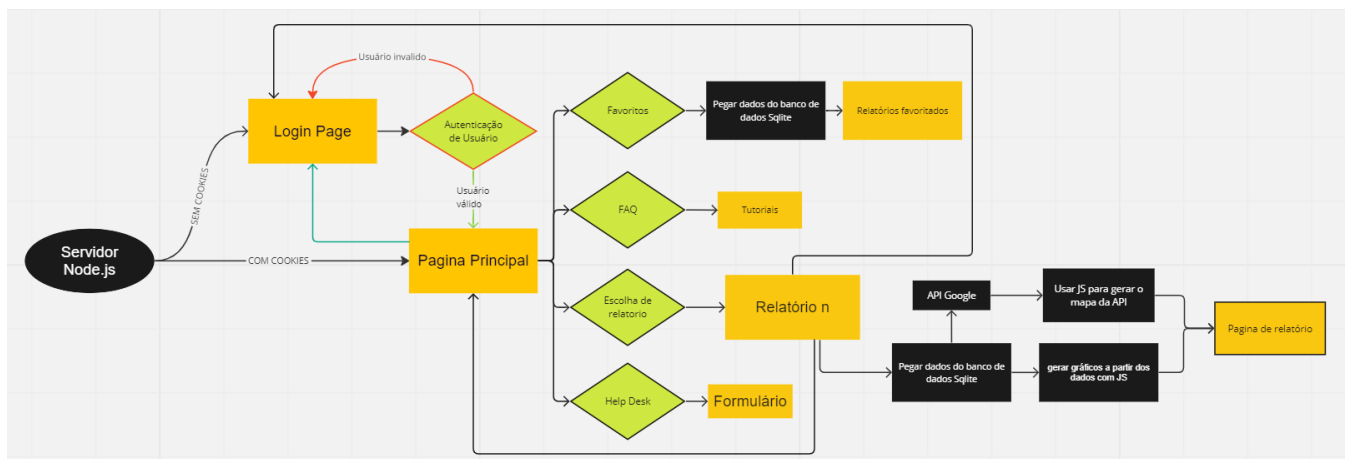 Usuário invalido
Login Page
Autenticação
de Usuário
Favoritos
Pegar dados do banco de
dados Sqlite
Relatórios favoritados
SEM COOKIES
Usuário
válido
FAQ
Tutoriais
Servidor
Node.js
COM COOKIES
Pagina Principal
Escolha de
relatorio
Relatório n
API Google
Usar JS para gerar o
mapa da API
Pagina de relatório
Pegar dados do banco de
dados Sqlite
gerar gráficos a partir dos
dados com JS
Help Desk
Formulário